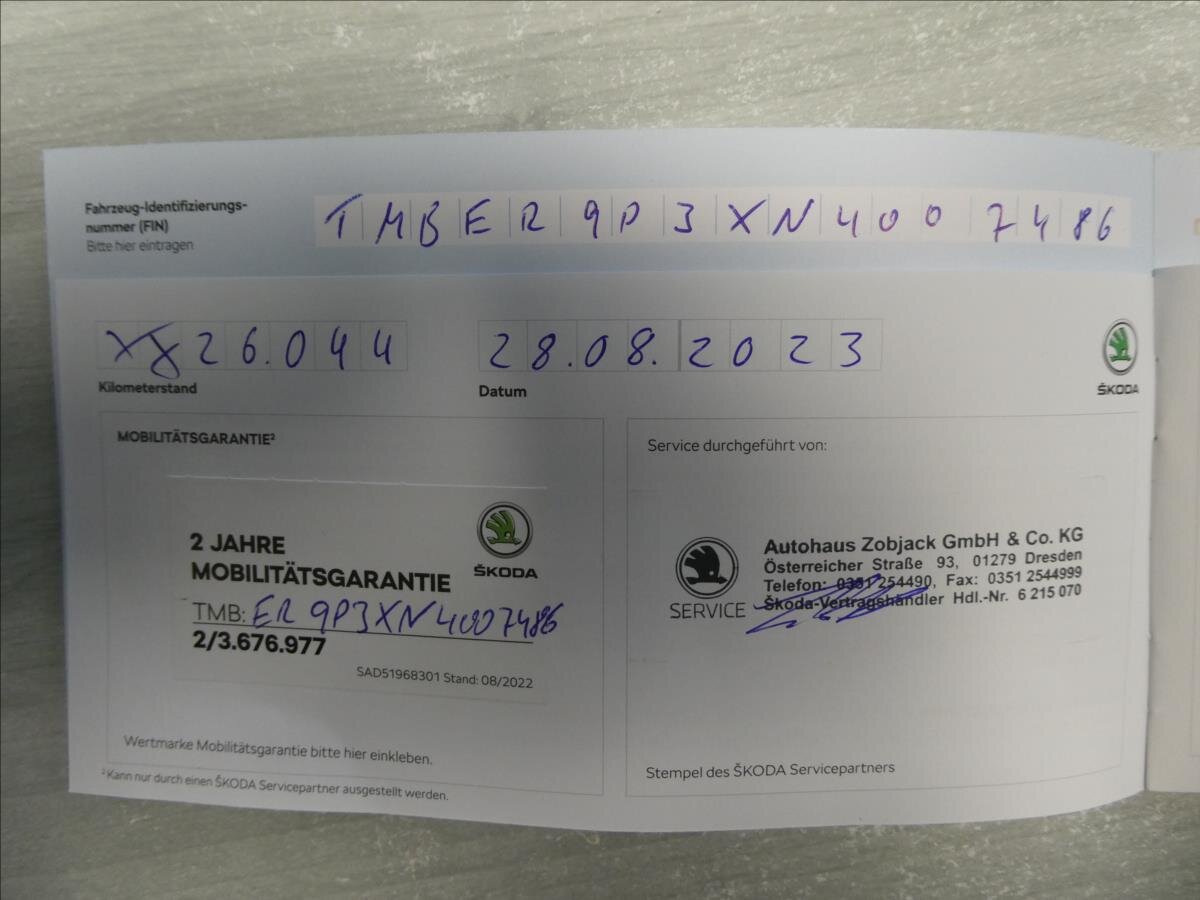 Fahrzeug-Identifizierungs-
nummer (FIN)
Bitte hier eintragen
TMBER9P3XN4007486
26.044
Kilometerstand
28.08.2023
Datum
ŠKODA
MOBILITÄTSGARANTIE²
2 JAHRE
MOBILITÄTSGARANTIE
ŠKODA
TMB: ER9P3XN4007486
2/3.676.977
SAD51968301 Stand: 08/2022
Wertmarke Mobilitätsgarantie bitte hier einkleben.
² Kann nur durch einen ŠKODA Servicepartner ausgestellt werden.
Service durchgeführt von:
SERVICE
Autohaus Zobjack GmbH & Co. KG
Österreicher Straße 93, 01279 Dresden
Telefon: 0351 254490, Fax: 0351 2544999
Škoda-Vertragshändler Hdl.-Nr. 6 215 070
Stempel des ŠKODA Servicepartners